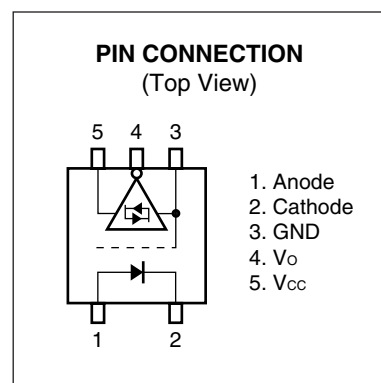 PIN CONNECTION
(Top View)
5 4 3
1. Anode
2. Cathode
3. GND
4. Vo
5. Vcc
1 2